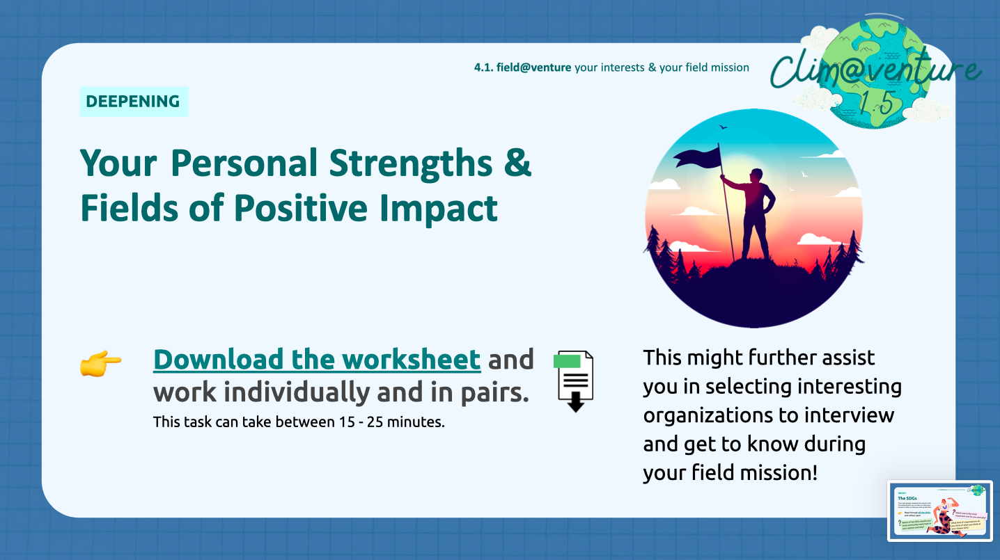 4.1. field@venture your interests & your field mission
Clim@venture
1.5
DEEPENING
Your Personal Strengths &
Fields of Positive Impact
Download the worksheet and
work individually and in pairs.
This task can take between 15 - 25 minutes.
This might further assist
you in selecting interesting
organizations to interview
and get to know during
your field mission!
The SDGs